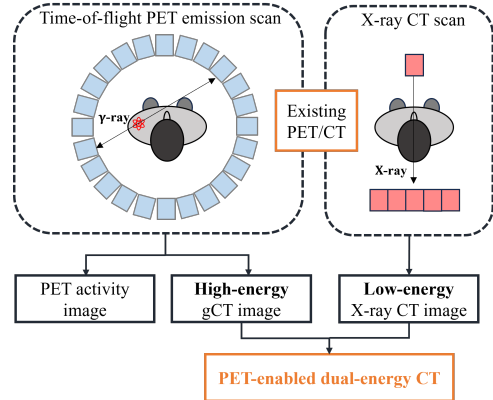 Time-of-flight PET emission scan
X-ray CT scan
γ-ray
Existing
PET/CT
X-ray
PET activity
image
High-energy
gCT image
Low-energy
X-ray CT image
PET-enabled dual-energy CT